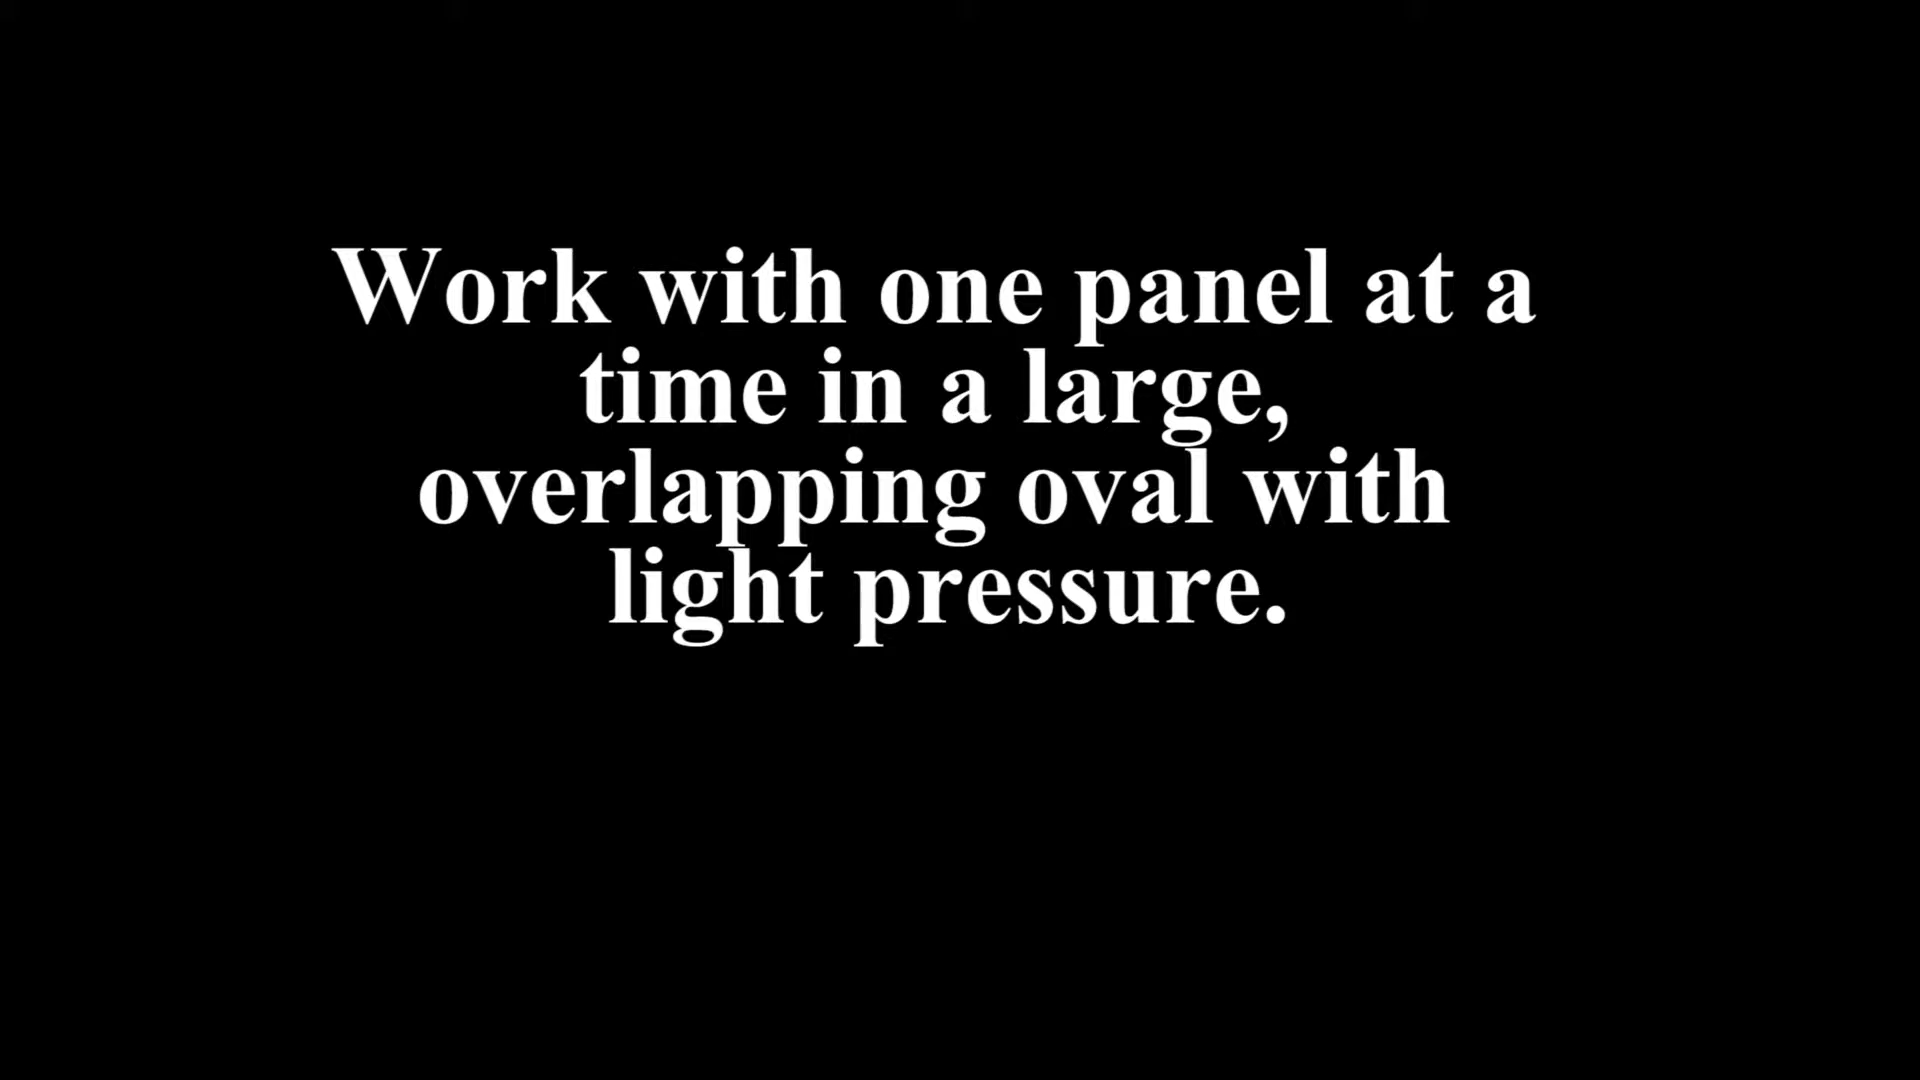 Work with one panel at a
time in a large,
overlapping oval with
light pressure.